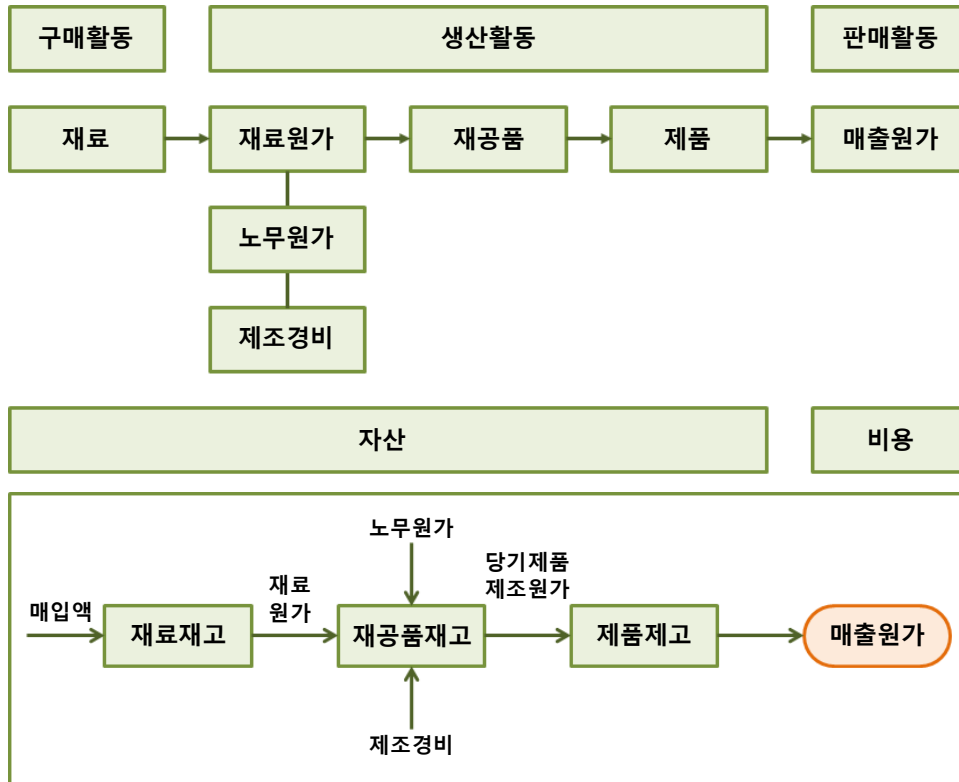 구매활동
생산활동
판매활동
재료
재료원가
재공품
제품
매출원가
노무원가
제조경비
자산
비용
노무원가
당기제품
제조원가
재료
원가
매입액
재료재고
재공품재고
제품제고
매출원가
제조경비